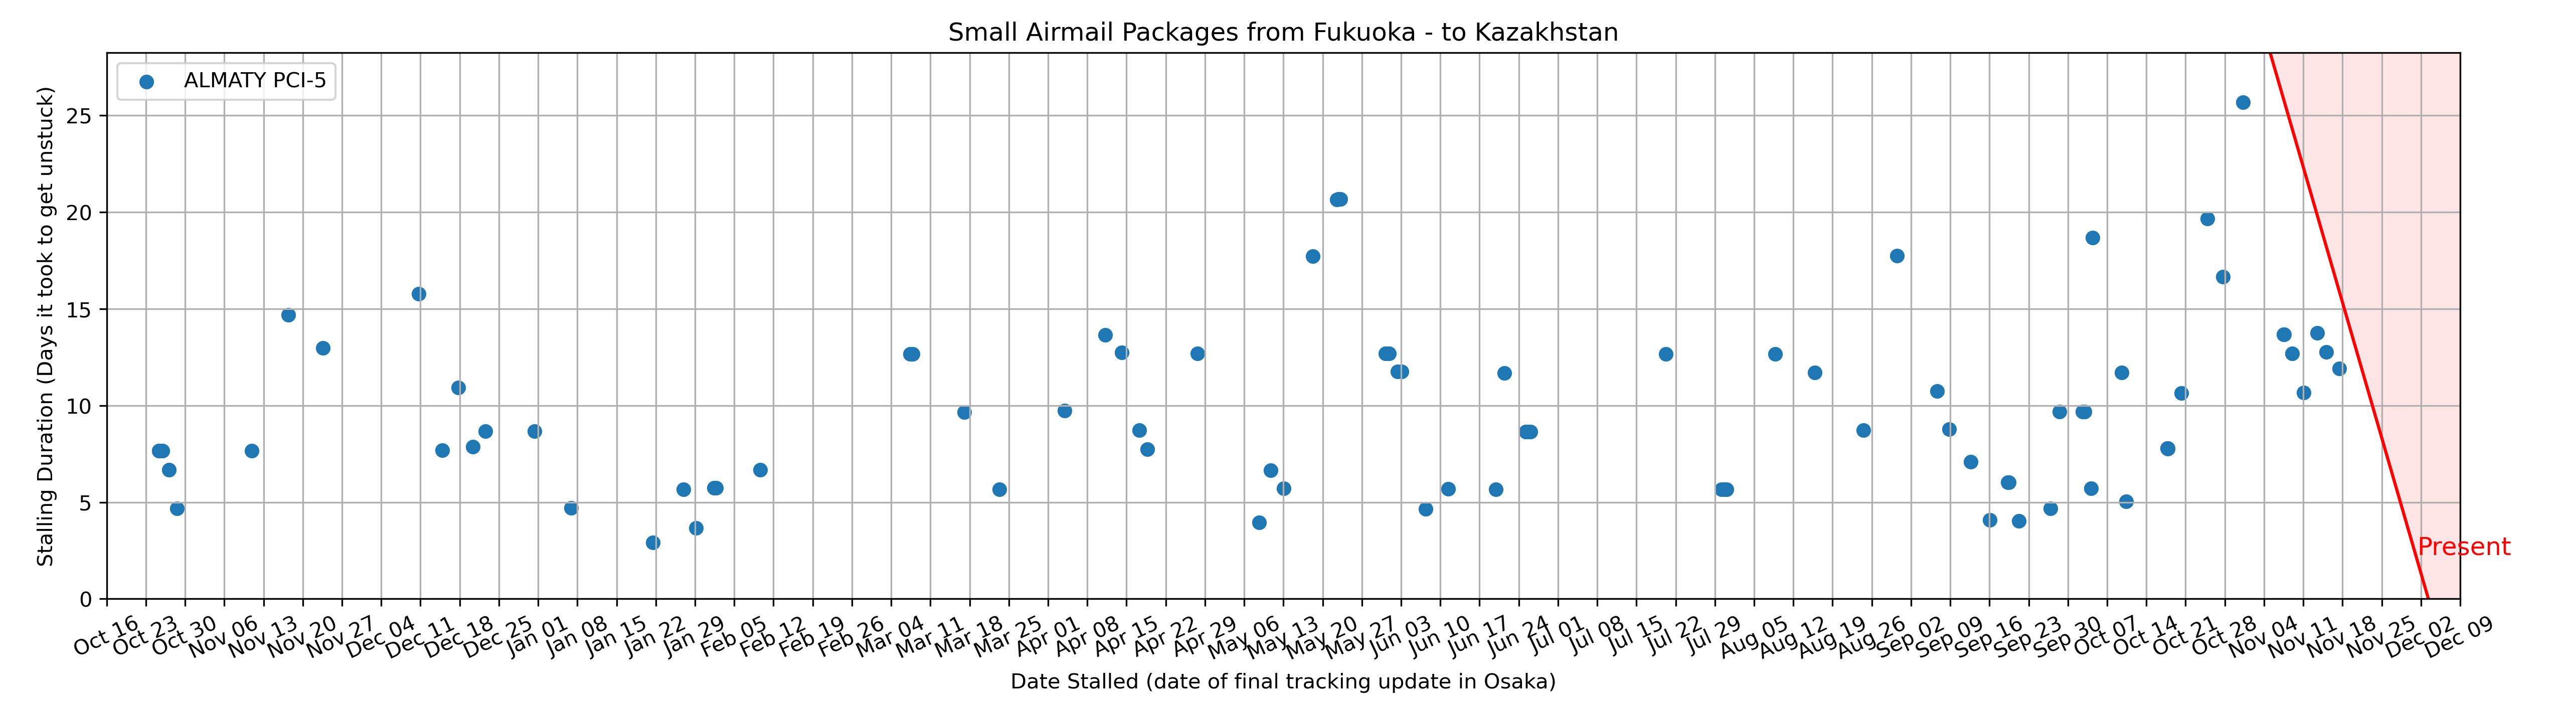 Small Airmail Packages from Fukuoka - to Kazakhstan
ALMATY PCI-5
Stalling Duration (Days it took to get unstuck)
25
20
15
10
5
0
Present
Oct 16
Oct 23
Oct 30
Nov 06
Nov 13
Nov 20
Nov 27
Dec 04
Dec 11
Dec 18
Dec 25
Jan 01
Jan 08
Jan 15
Jan 22
Jan 29
Feb 05
Feb 12
Feb 19
Feb 26
Mar 04
Mar 11
Mar 18
Mar 25
Apr 01
Apr 08
Apr 15
Apr 22
Apr 29
May 06
May 13
May 20
May 27
Jun 03
Jun 10
Jun 17
Jun 24
Jul 01
Jul 08
Jul 15
Jul 22
Jul 29
Aug 05
Aug 12
Aug 19
Aug 26
Sep 02
Sep 09
Sep 16
Sep 23
Sep 30
Oct 07
Oct 14
Oct 21
Oct 28
Nov 04
Nov 11
Nov 18
Nov 25
Dec 02
Dec 09
Date Stalled (date of final tracking update in Osaka)